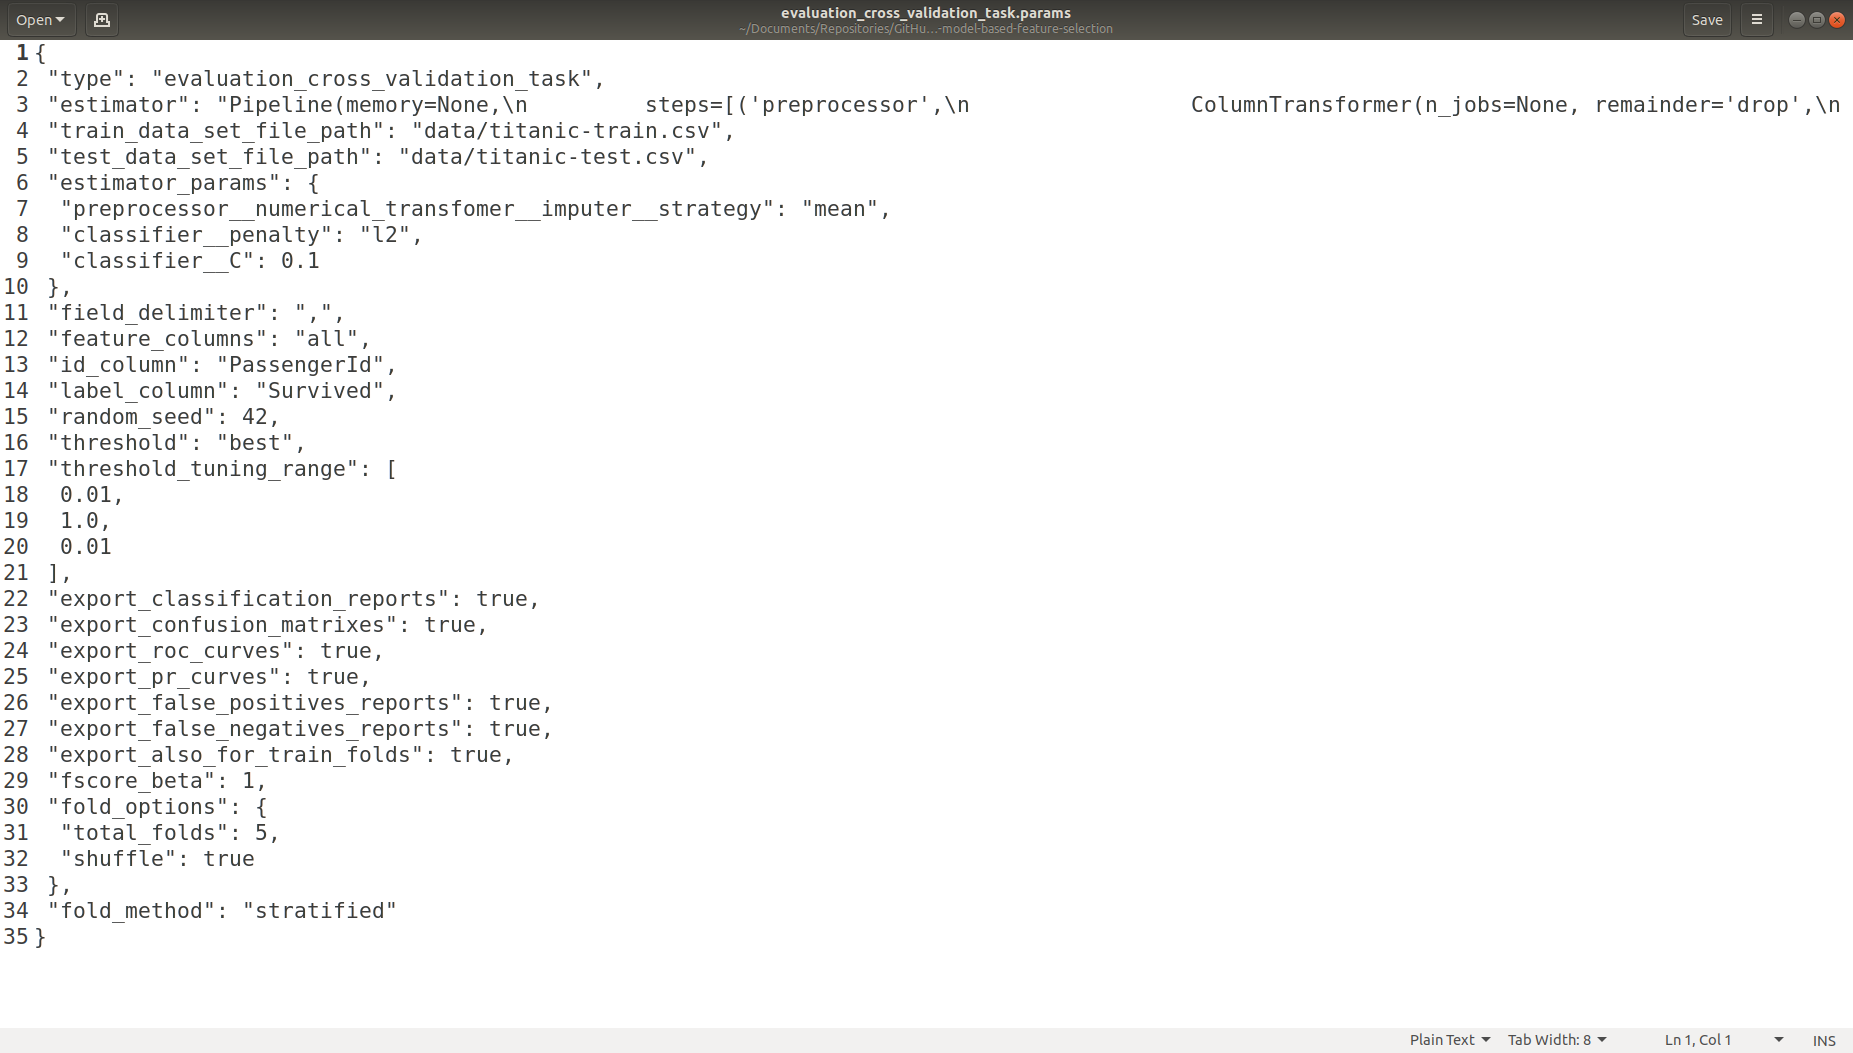 Open
evaluation_cross_validation_task.params
~/Documents/Repositories/GitHu…-model-based-feature-selection
Save
1 {
2  "type": "evaluation_cross_validation_task",
3  "estimator": "Pipeline(memory=None,\n         steps=[('preprocessor',\n                 ColumnTransformer(n_jobs=None, remainder='drop',\n
4  "train_data_set_file_path": "data/titanic-train.csv",
5  "test_data_set_file_path": "data/titanic-test.csv",
6  "estimator_params": {
7   "preprocessor__numerical_transfomer__imputer__strategy": "mean",
8   "classifier__penalty": "l2",
9   "classifier__C": 0.1
10  },
11  "field_delimiter": ",",
12  "feature_columns": "all",
13  "id_column": "PassengerId",
14  "label_column": "Survived",
15  "random_seed": 42,
16  "threshold": "best",
17  "threshold_tuning_range": [
18   0.01,
19   1.0,
20   0.01
21  ],
22  "export_classification_reports": true,
23  "export_confusion_matrixes": true,
24  "export_roc_curves": true,
25  "export_pr_curves": true,
26  "export_false_positives_reports": true,
27  "export_false_negatives_reports": true,
28  "export_also_for_train_folds": true,
29  "fscore_beta": 1,
30  "fold_options": {
31   "total_folds": 5,
32   "shuffle": true
33  },
34  "fold_method": "stratified"
35 }
Plain Text Tab Width: 8 Ln 1, Col 1 INS